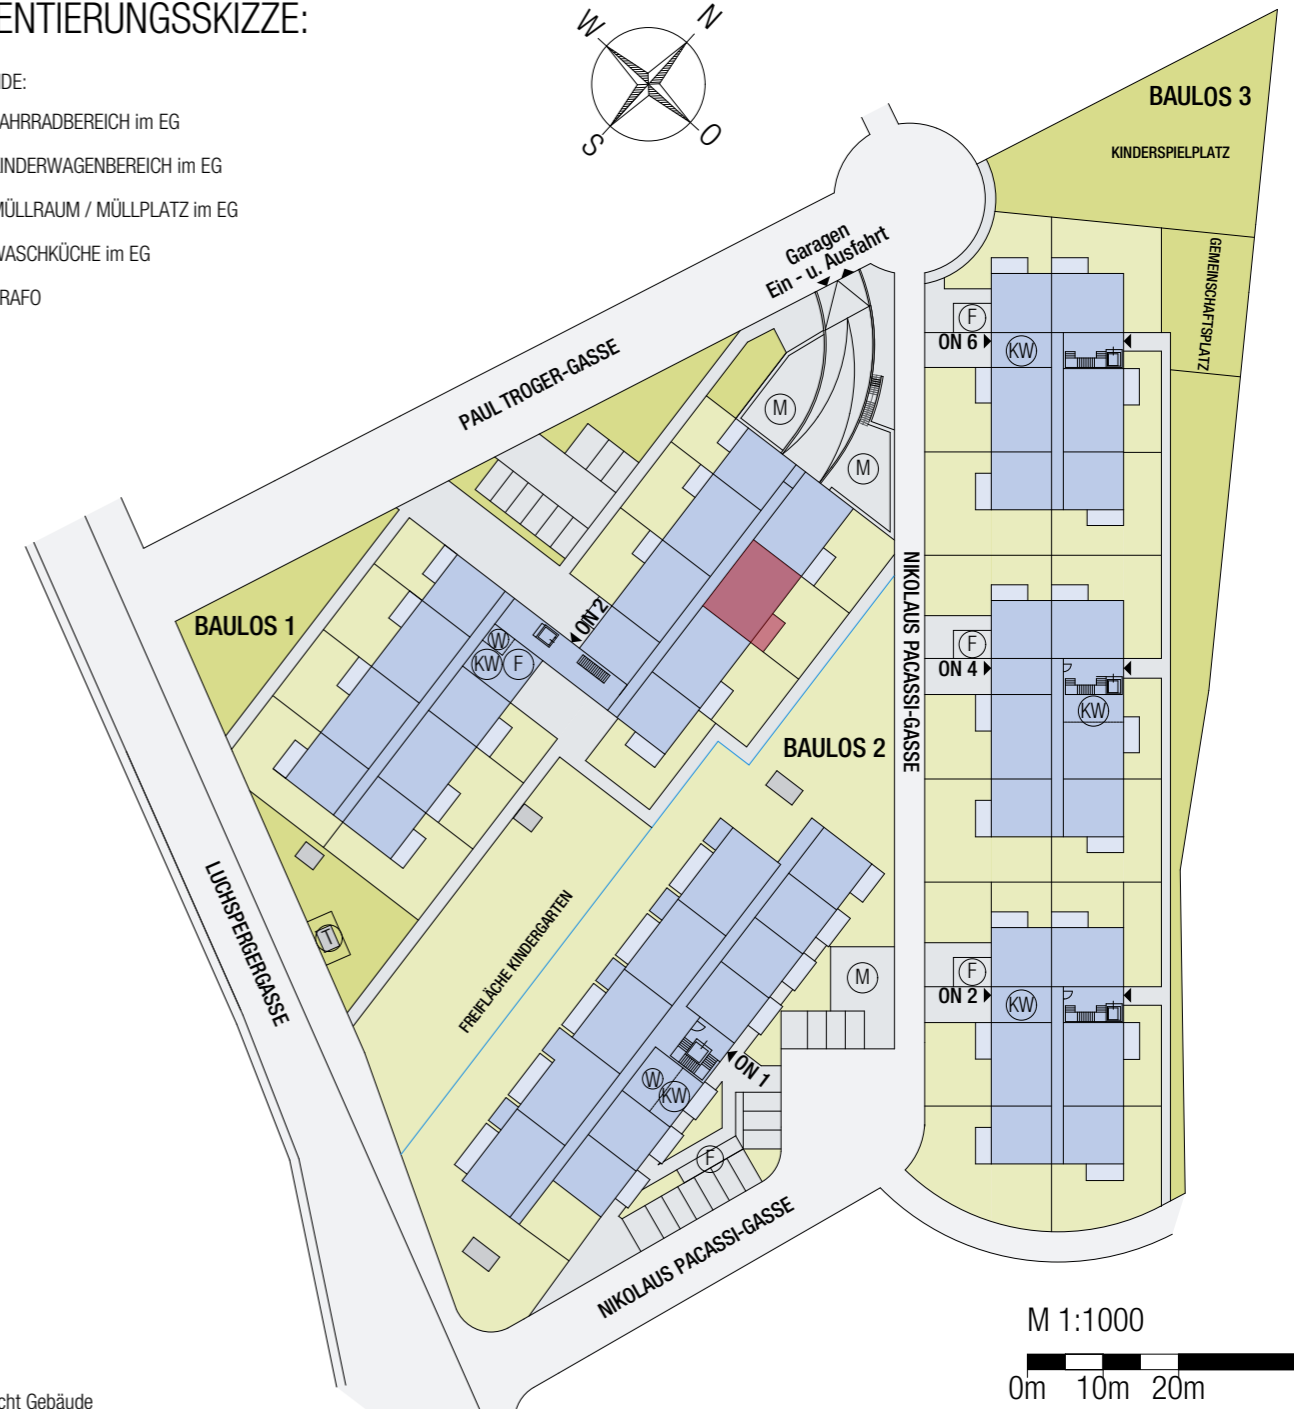 ENTIERUNGSSKIZZE:
W
N
S
O
NDE:
AHRRADBEREICH im EG
INDERWAGENBEREICH im EG
MÜLLRAUM / MÜLLPLATZ im EG
WASCHKÜCHE im EG
RAFO
BAULOS 3
KINDERSPIELPLATZ
GEMEINSCHAFTSPLATZ
Garagen
Ein - u. Ausfahrt
PAUL TROGER-GASSE
F
ON 6
KW
M
M
NIKOLAUS PACASSI-GASSE
BAULOS 1
ON 2
W
KW
F
F
ON 4
KW
BAULOS 2
LUCHSPERGERGASSE
T
FREIFLÄCHE KINDERGARTEN
M
F
ON 2
KW
ON 1
W
KW
F
NIKOLAUS PACASSI-GASSE
M 1:1000
0m 10m 20m
cht Gebäude